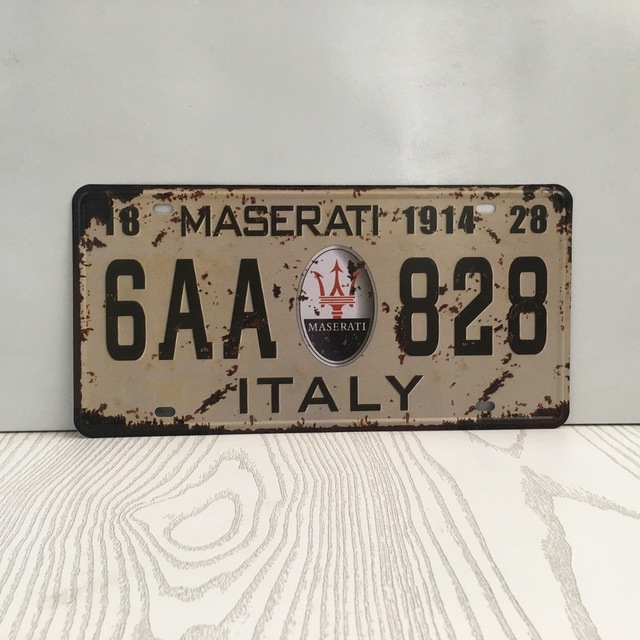 18 MASERATI 1914 28
6AA MASERATI 828
ITALY